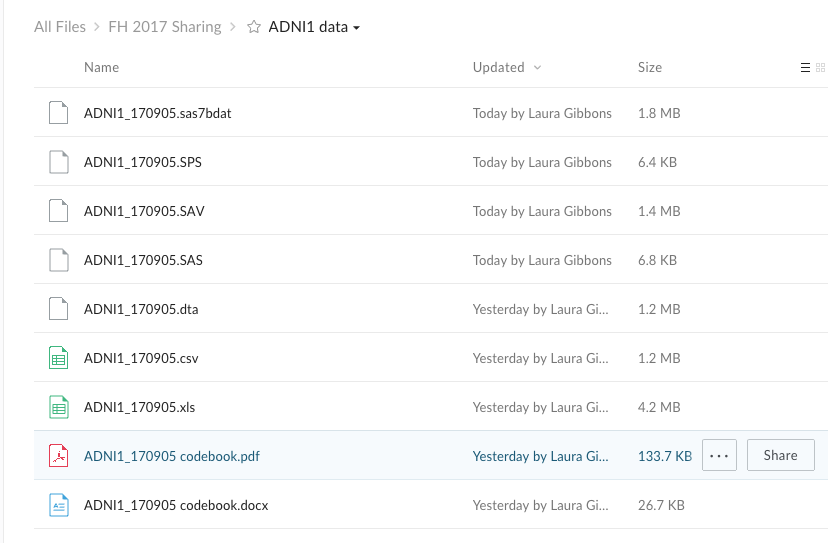 All Files > FH 2017 Sharing > ADNI1 data
Name Updated Size
ADNI1_170905.sas7bdat Today by Laura Gibbons 1.8 MB
ADNI1_170905.SPS Today by Laura Gibbons 6.4 KB
ADNI1_170905.SAV Today by Laura Gibbons 1.4 MB
ADNI1_170905.SAS Today by Laura Gibbons 6.8 KB
ADNI1_170905.dta Yesterday by Laura Gi... 1.2 MB
ADNI1_170905.csv Yesterday by Laura Gi... 1.2 MB
ADNI1_170905.xls Yesterday by Laura Gi... 4.2 MB
ADNI1_170905 codebook.pdf Yesterday by Laura Gi... 133.7 KB ... Share
ADNI1_170905 codebook.docx Yesterday by Laura Gi... 26.7 KB